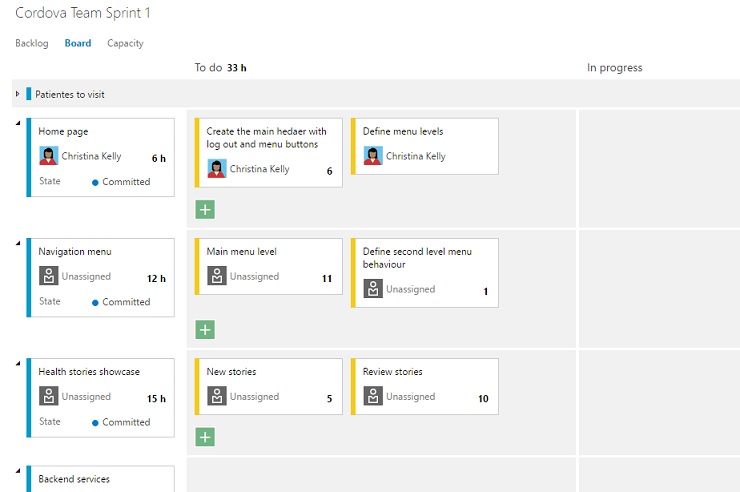 Cordova Team Sprint 1
Backlog Board Capacity
To do 33 h In progress
Patientes to visit
Home page
Christina Kelly 6 h
State Committed
Create the main hedaer with
log out and menu buttons
Christina Kelly 6
Define menu levels
Christina Kelly
Navigation menu
Unassigned 12 h
State Committed
Main menu level
Unassigned 11
Define second level menu
behaviour
Unassigned 1
Health stories showcase
Unassigned 15 h
State Committed
New stories
Unassigned 5
Review stories
Unassigned 10
Backend services